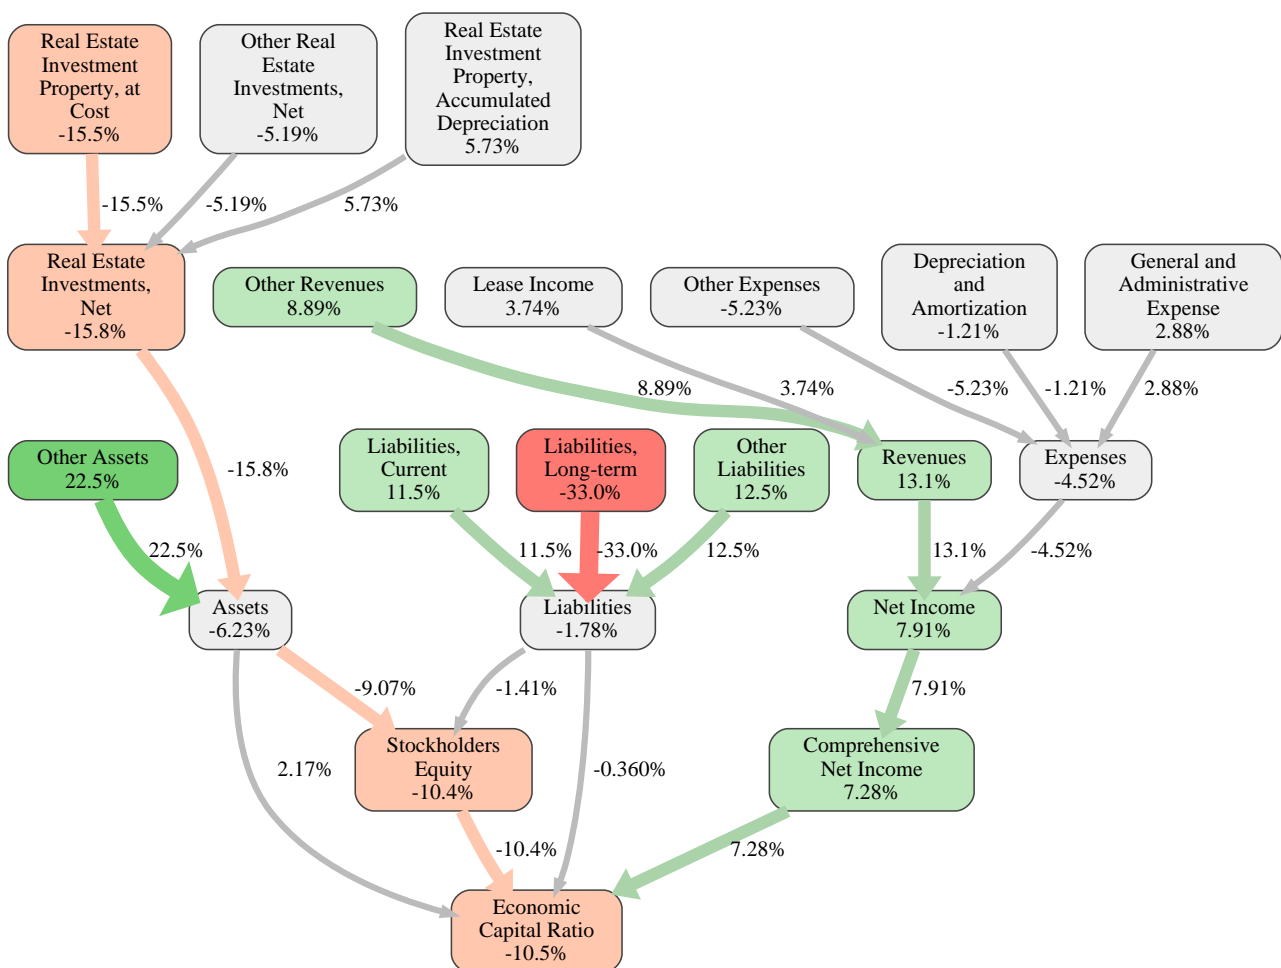 Real Estate
Investment
Property, at
Cost
-15.5%
Other Real
Estate
Investments,
Net
-5.19%
Real Estate
Investment
Property,
Accumulated
Depreciation
5.73%
-15.5%
-5.19%
5.73%
Real Estate
Investments,
Net
-15.8%
Other Revenues
8.89%
Lease Income
3.74%
Other Expenses
-5.23%
Depreciation
and
Amortization
-1.21%
General and
Administrative
Expense
2.88%
8.89%
3.74%
-5.23%
-1.21%
2.88%
Other Assets
22.5%
-15.8%
Liabilities,
Current
11.5%
Liabilities,
Long-term
-33.0%
Other
Liabilities
12.5%
Revenues
13.1%
Expenses
-4.52%
22.5%
11.5%
-33.0%
12.5%
13.1%
-4.52%
Assets
-6.23%
Liabilities
-1.78%
Net Income
7.91%
-9.07%
-1.41%
7.91%
2.17%
Stockholders
Equity
-10.4%
-0.360%
Comprehensive
Net Income
7.28%
-10.4%
7.28%
Economic
Capital Ratio
-10.5%